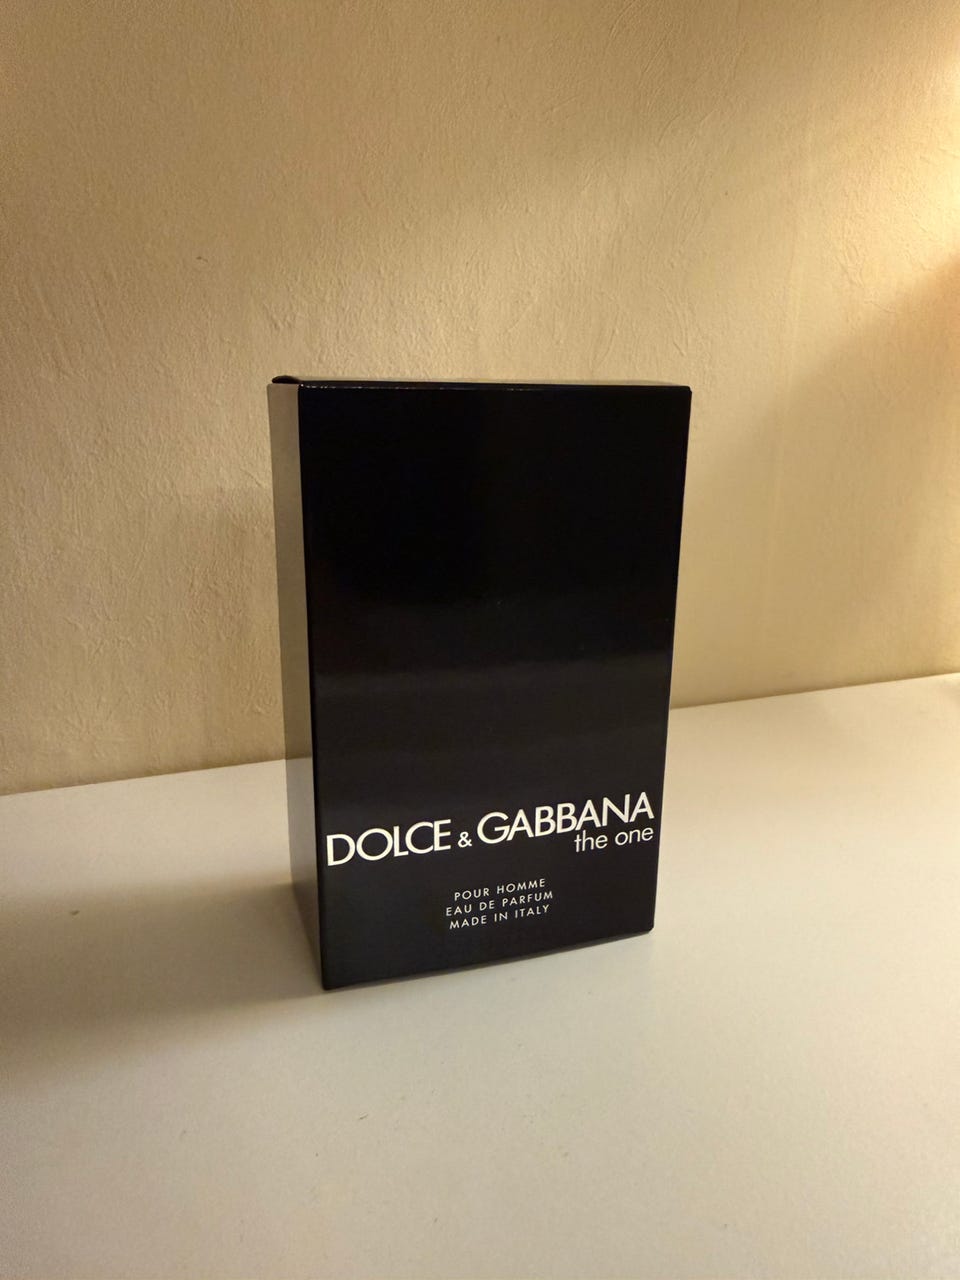 DOLCE & GABBANA
the one
POUR HOMME
EAU DE PARFUM
MADE IN ITALY